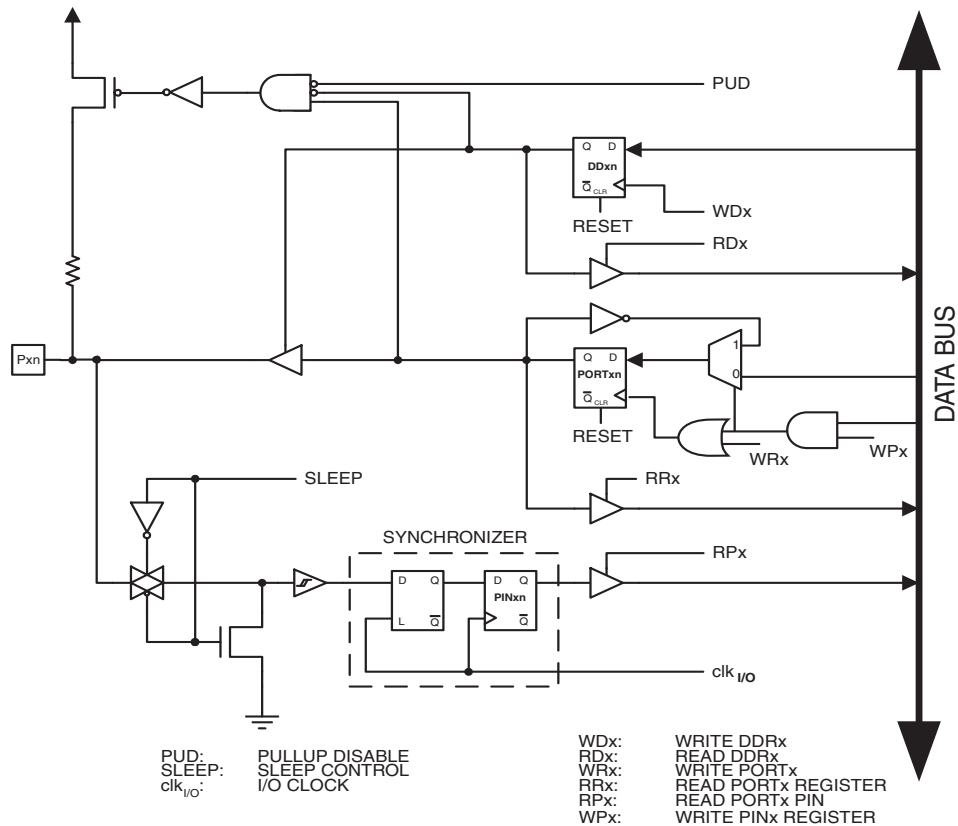 PUD
Q D
DDxn
Q CLR
WDx
RESET
RDx
Pxn
1
Q D
PORTxn
0
Q CLR
RESET
WRx
WPx
DATA BUS
SLEEP
RRx
SYNCHRONIZER
RPx
D Q
D Q
PINxn
L Q
Q
clk I/O
PUD: PULLUP DISABLE
SLEEP: SLEEP CONTROL
clkI/O: I/O CLOCK
WDx: WRITE DDRx
RDx: READ DDRx
WRx: WRITE PORTx
RRx: READ PORTx REGISTER
RPx: READ PORTx PIN
WPx: WRITE PINx REGISTER